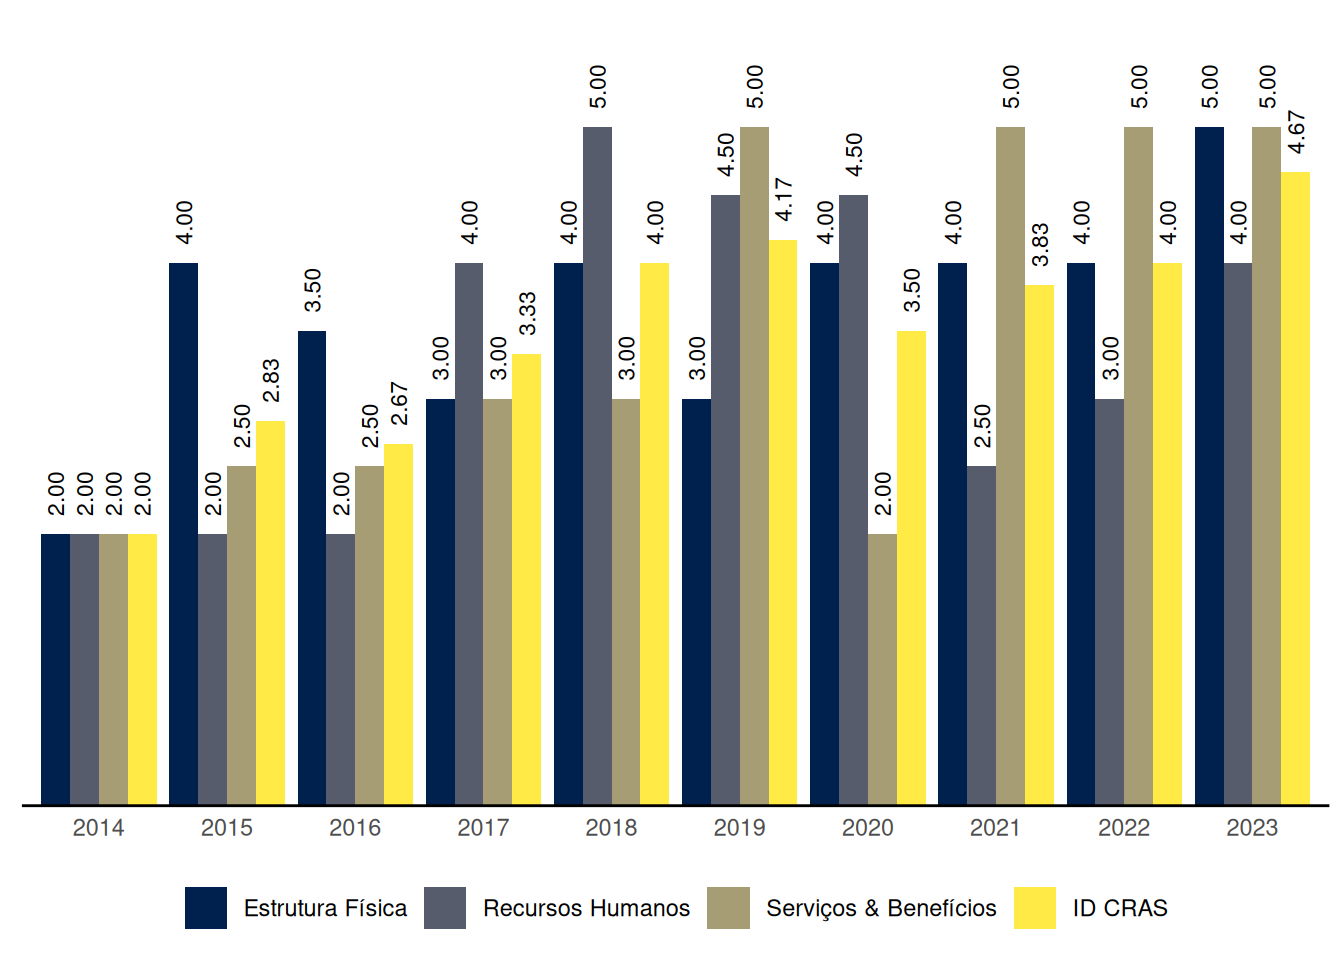 2.00 2.00 2.00 2.00
4.00 2.00 2.50 2.83
3.50 2.00 2.50 2.67
3.00 4.00 3.00 3.33
4.00 5.00 3.00 4.00
3.00 4.50 5.00 4.17
4.00 4.50 2.00 3.50
4.00 2.50 5.00 3.83
4.00 3.00 5.00 4.00
5.00 4.00 5.00 4.67
2014 2015 2016 2017 2018 2019 2020 2021 2022 2023
Estrutura Física Recursos Humanos Serviços & Benefícios ID CRAS